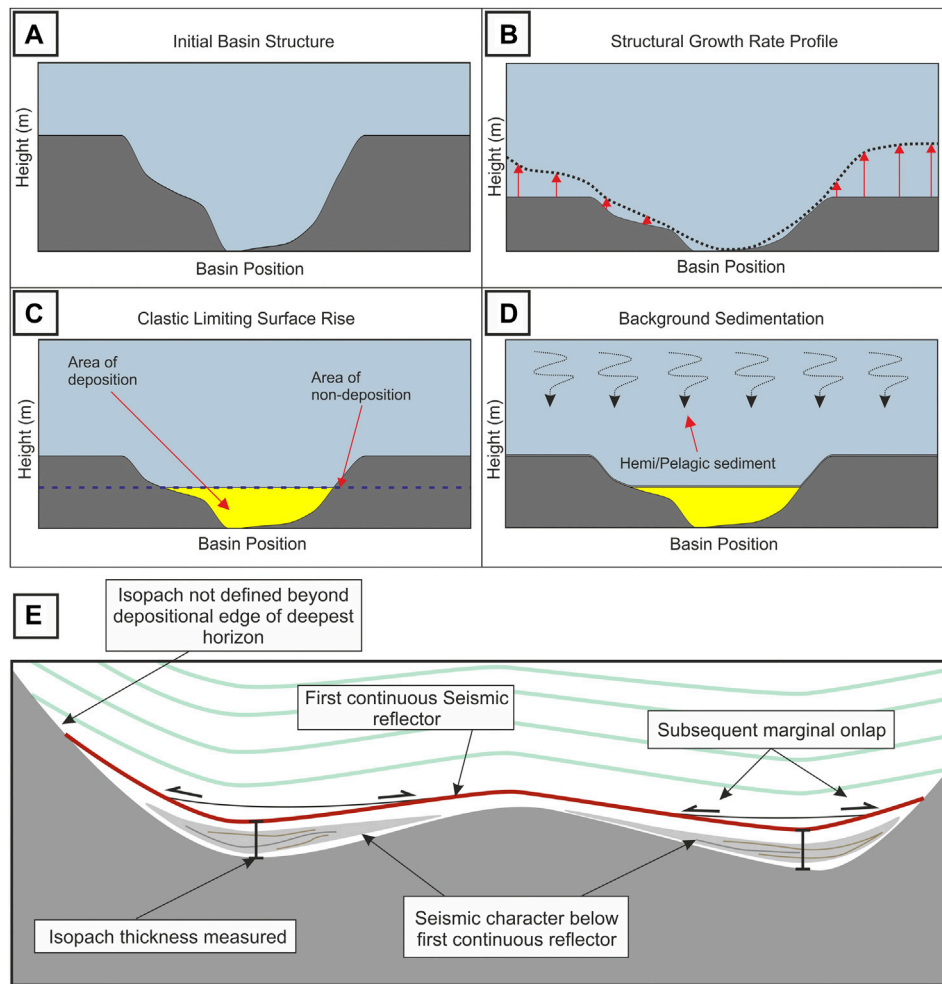 A
Initial Basin Structure
Height (m)
Basin Position
B
Structural Growth Rate Profile
Height (m)
Basin Position
C
Clastic Limiting Surface Rise
Area of
deposition
Area of
non-deposition
Height (m)
Basin Position
D
Background Sedimentation
Hemi/Pelagic sediment
Height (m)
Basin Position
E
Isopach not defined beyond
depositional edge of deepest
horizon
First continuous Seismic
reflector
Subsequent marginal onlap
Isopach thickness measured
Seismic character below
first continuous reflector